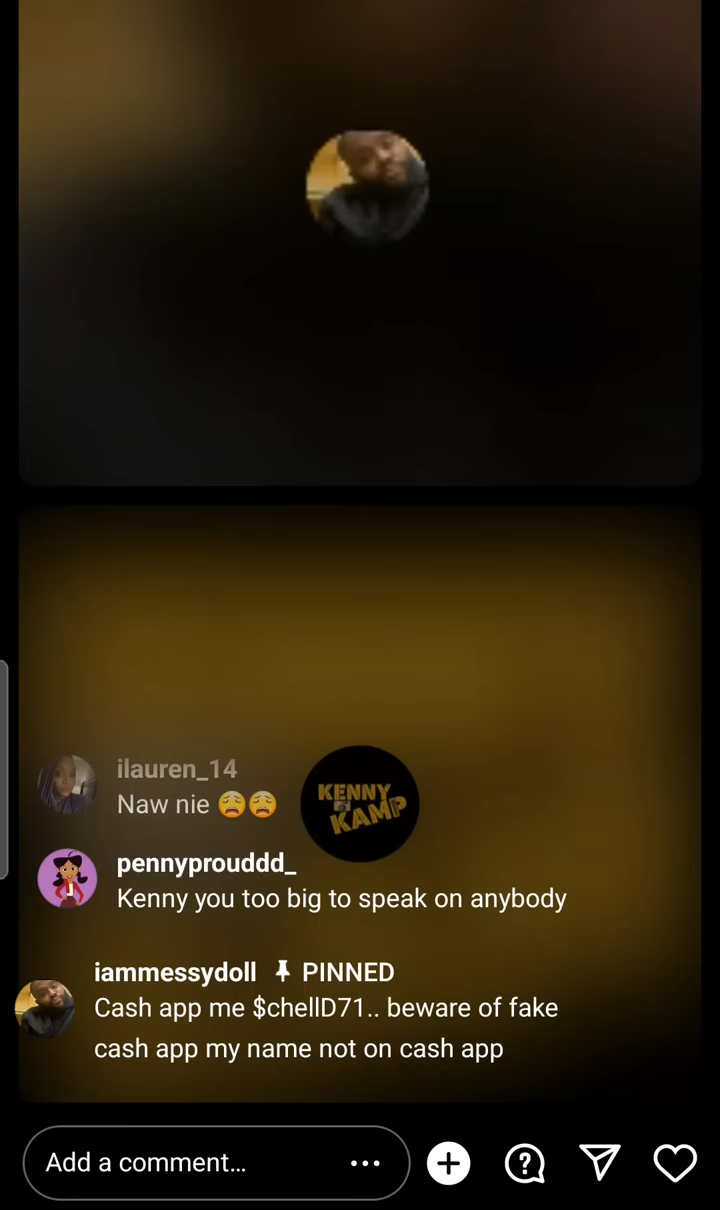 ilauren_14
Naw nie 😩😩
KENNY
KAMP
pennyprouddd_
Kenny you too big to speak on anybody
iammessydoll PINNED
Cash app me $chellD71.. beware of fake
cash app my name not on cash app
Add a comment...